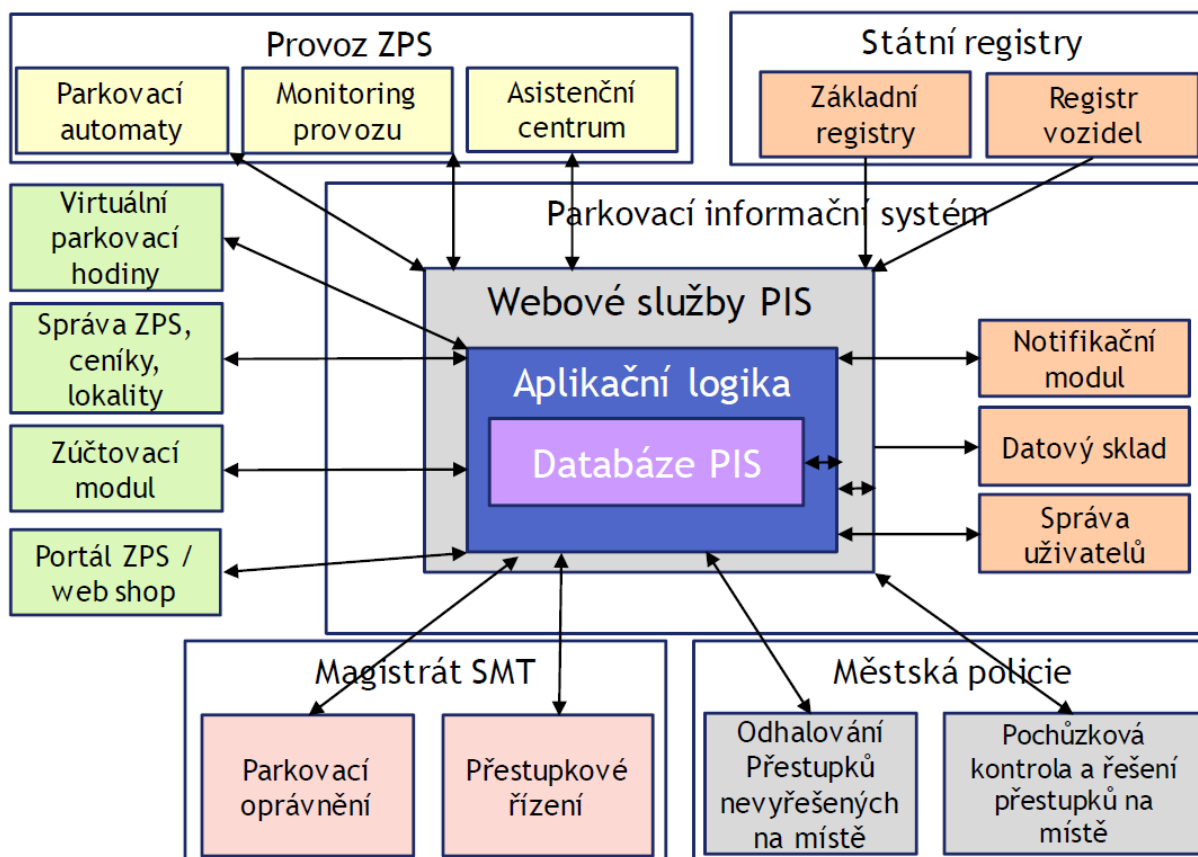 Provoz ZPS
Parkovací
automaty
Monitoring
provozu
Asistenční
centrum
Státní registry
Základní
registry
Registr
vozidel
Virtuální
parkovací
hodiny
Správa ZPS,
ceníky,
lokality
Zúčtovací
modul
Portál ZPS /
web shop
Parkovací informační systém
Webové služby PIS
Aplikační logika
Databáze PIS
Notifikační
modul
Datový sklad
Správa
uživatelů
Magistrát SMT
Parkovací
oprávnění
Přestupkové
řízení
Městská policie
Odhalování
Přestupků
nevyřešených
na místě
Pochůzková
kontrola a řešení
přestupků na
místě